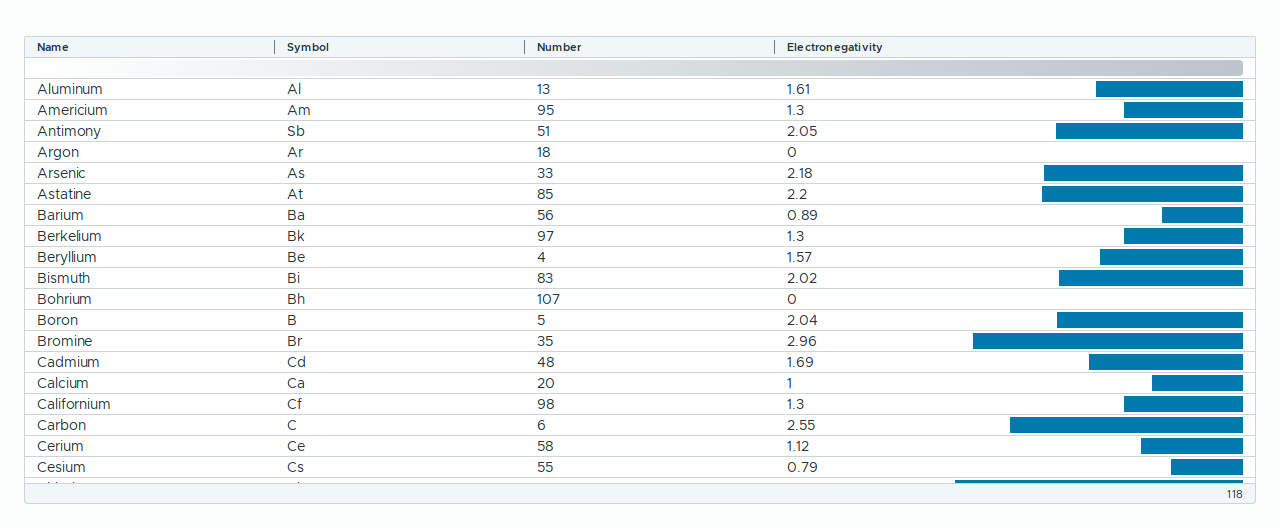 Name Symbol Number Electronegativity
Aluminum Al 13 1.61
Americium Am 95 1.3
Antimony Sb 51 2.05
Argon Ar 18 0
Arsenic As 33 2.18
Astatine At 85 2.2
Barium Ba 56 0.89
Berkelium Bk 97 1.3
Beryllium Be 4 1.57
Bismuth Bi 83 2.02
Bohrium Bh 107 0
Boron B 5 2.04
Bromine Br 35 2.96
Cadmium Cd 48 1.69
Calcium Ca 20 1
Californium Cf 98 1.3
Carbon C 6 2.55
Cerium Ce 58 1.12
Cesium Cs 55 0.79
118